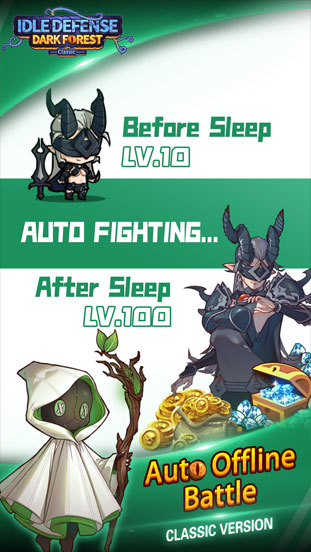 IDLE DEFENSE
DARK FOREST
Classic
Before Sleep
LV.10
AUTO FIGHTING...
After Sleep
LV.100
Auto Offline
Battle
CLASSIC VERSION